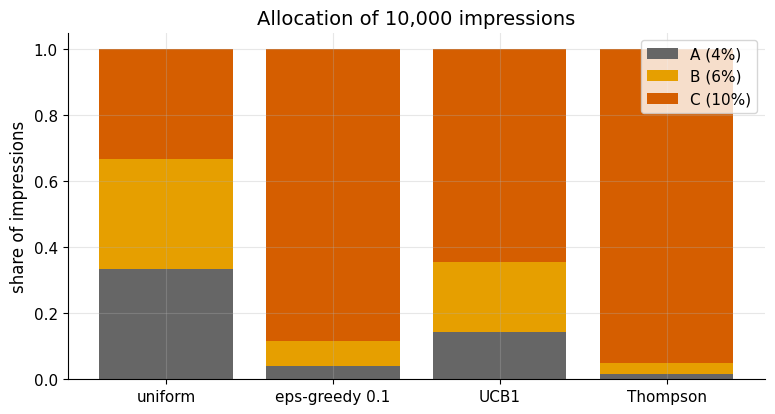 Allocation of 10,000 impressions
A (4%)
B (6%)
C (10%)
share of impressions
1.0
0.8
0.6
0.4
0.2
0.0
uniform
eps-greedy 0.1
UCB1
Thompson